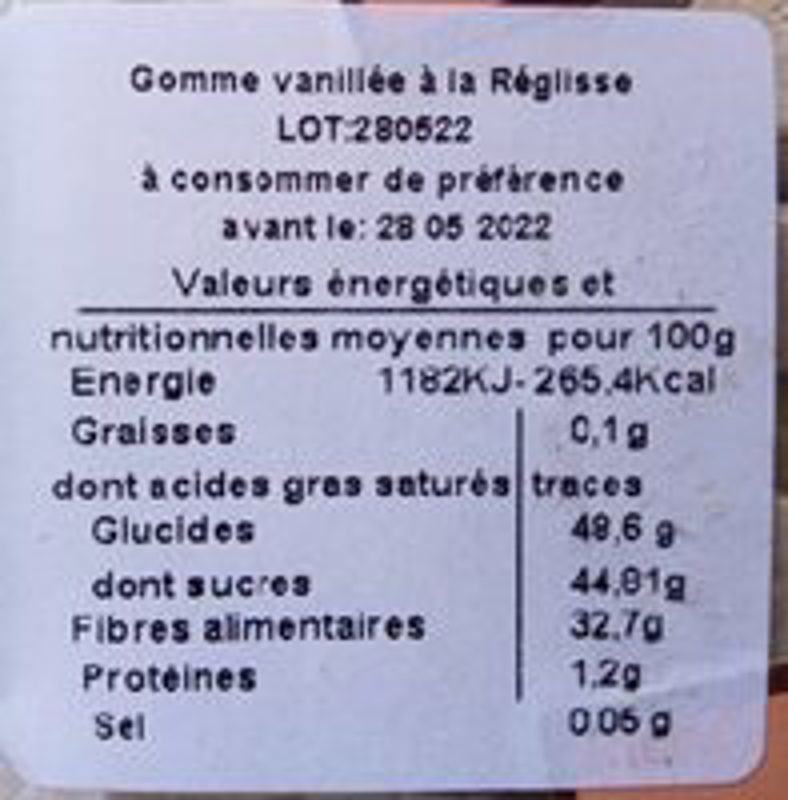 Gomme vanillée à la Réglisse
LOT:280522
à consommer de préférence
avant le: 28 05 2022
Valeurs énergétiques et
nutritionnelles moyennes pour 100g
Energie 1182KJ-265,4Kcal
Graisses 0,1g
dont acides gras saturés traces
Glucides 48,6 g
dont sucres 44,81g
Fibres alimentaires 32,7g
Protéines 1,2g
Sel 0.05 g